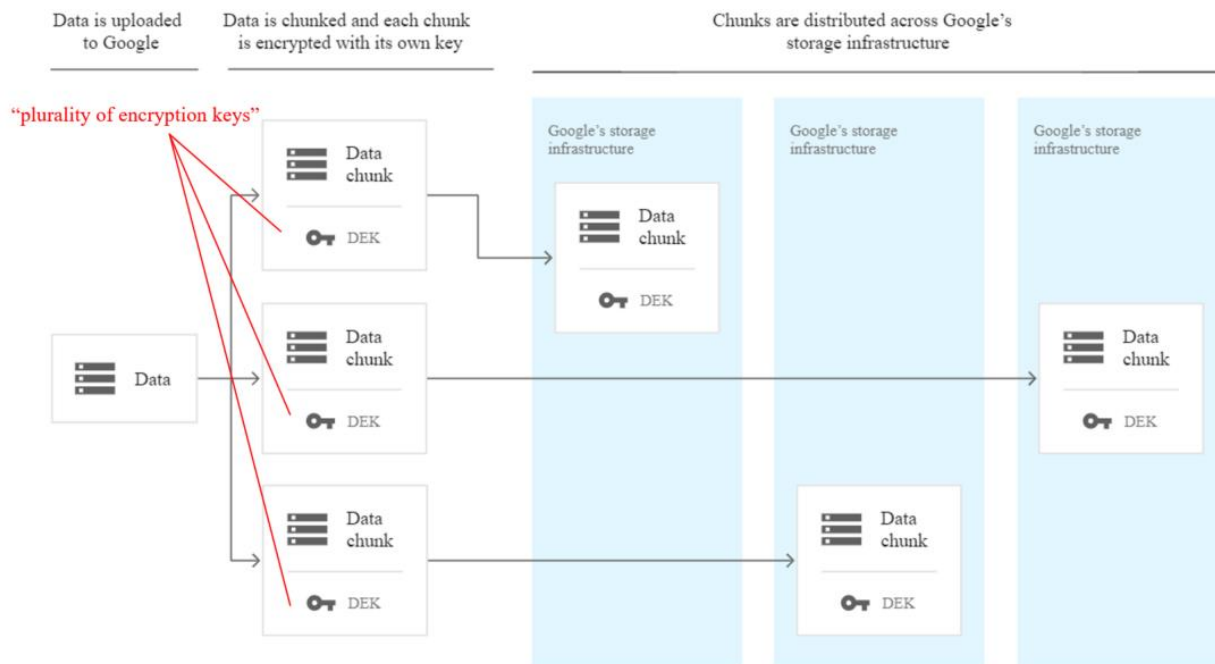 Data is uploaded
to Google
Data is chunked and each chunk
is encrypted with its own key
Chunks are distributed across Google's
storage infrastructure
“plurality of encryption keys”
Google's storage
infrastructure
Google's storage
infrastructure
Google's storage
infrastructure
Data
chunk
DEK
Data
chunk
DEK
Data
Data
chunk
DEK
Data
chunk
DEK
Data
chunk
DEK
Data
chunk
DEK